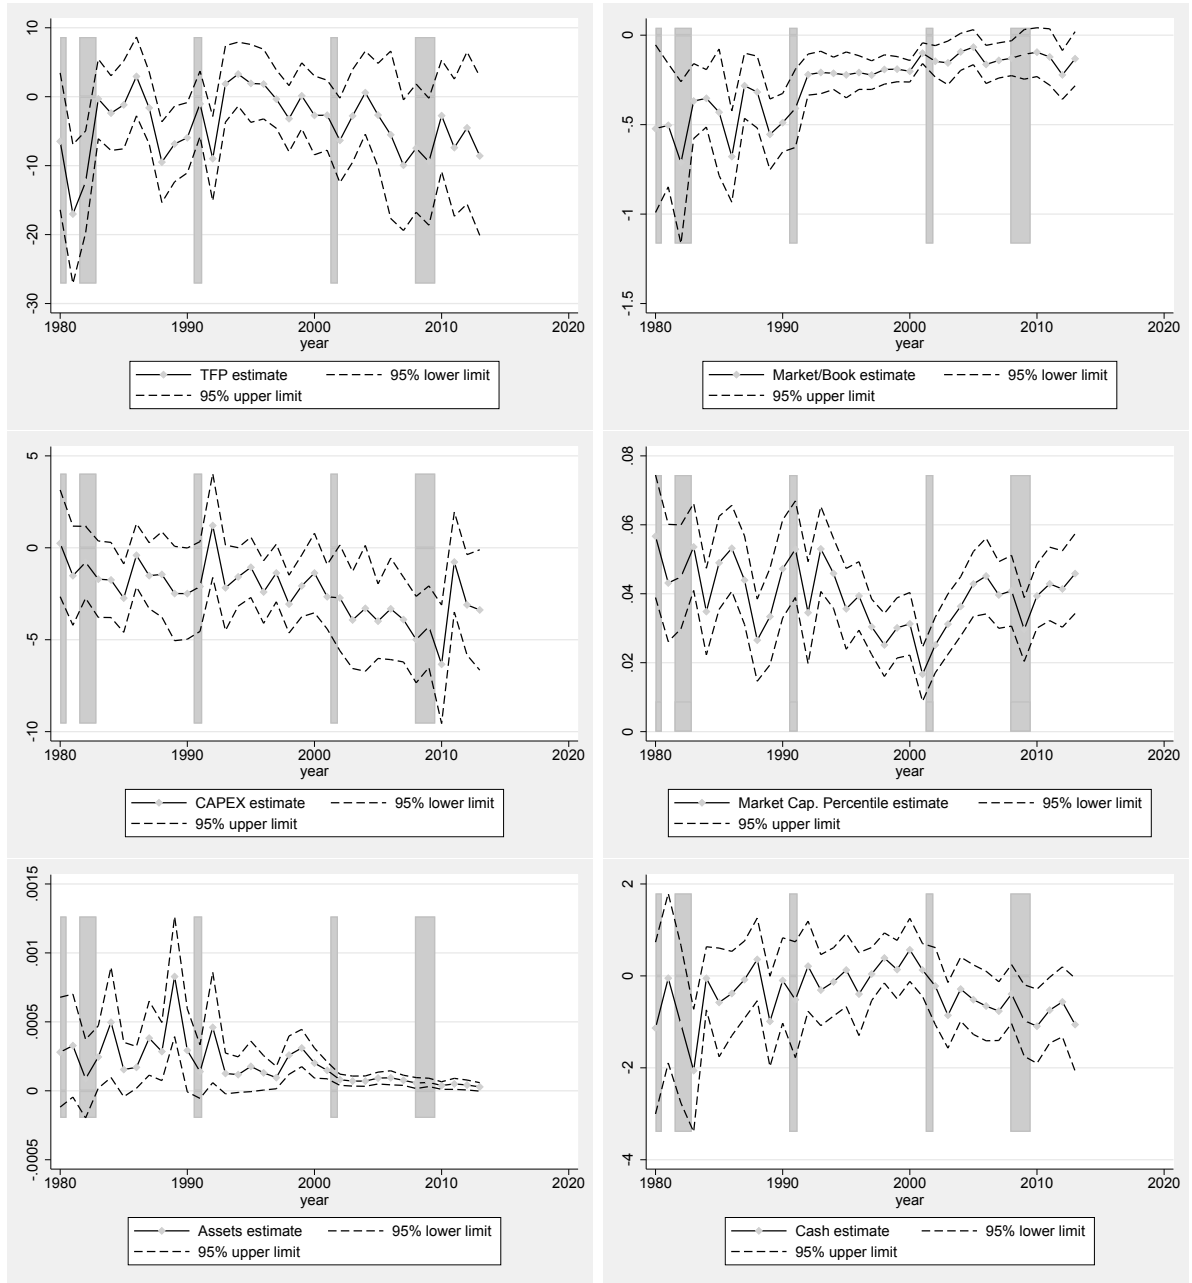 10
0
-10
-20
-30
1980 1990 2000 2010 2020
year
TFP estimate 95% lower limit
95% upper limit
0
-.5
-1
-1.5
1980 1990 2000 2010 2020
year
Market/Book estimate 95% lower limit
95% upper limit
5
0
-5
-10
1980 1990 2000 2010 2020
year
CAPEX estimate 95% lower limit
95% upper limit
.08
.06
.04
.02
0
1980 1990 2000 2010 2020
year
Market Cap. Percentile estimate 95% lower limit
95% upper limit
.0015
.001
.0005
0
-.0005
1980 1990 2000 2010 2020
year
Assets estimate 95% lower limit
95% upper limit
2
0
-2
-4
1980 1990 2000 2010 2020
year
Cash estimate 95% lower limit
95% upper limit